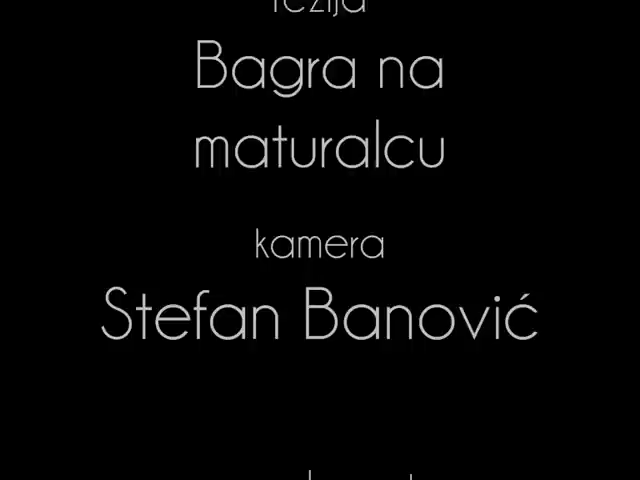 režija
Bagra na
maturalcu
kamera
Stefan Banović